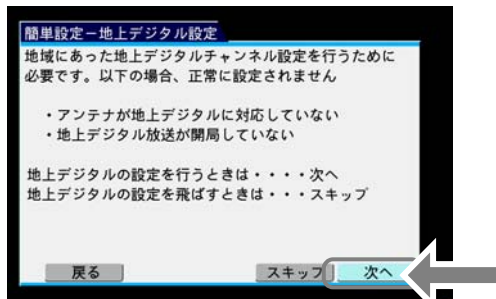 簡単設定－地上デジタル設定
地域にあった地上デジタルチャンネル設定を行うために
必要です。以下の場合、正常に設定されません
・アンテナが地上デジタルに対応していない
・地上デジタル放送が開局していない
地上デジタルの設定を行うときは・・・・次へ
地上デジタルの設定を飛ばすときは・・・スキップ
戻る スキップ 次へ